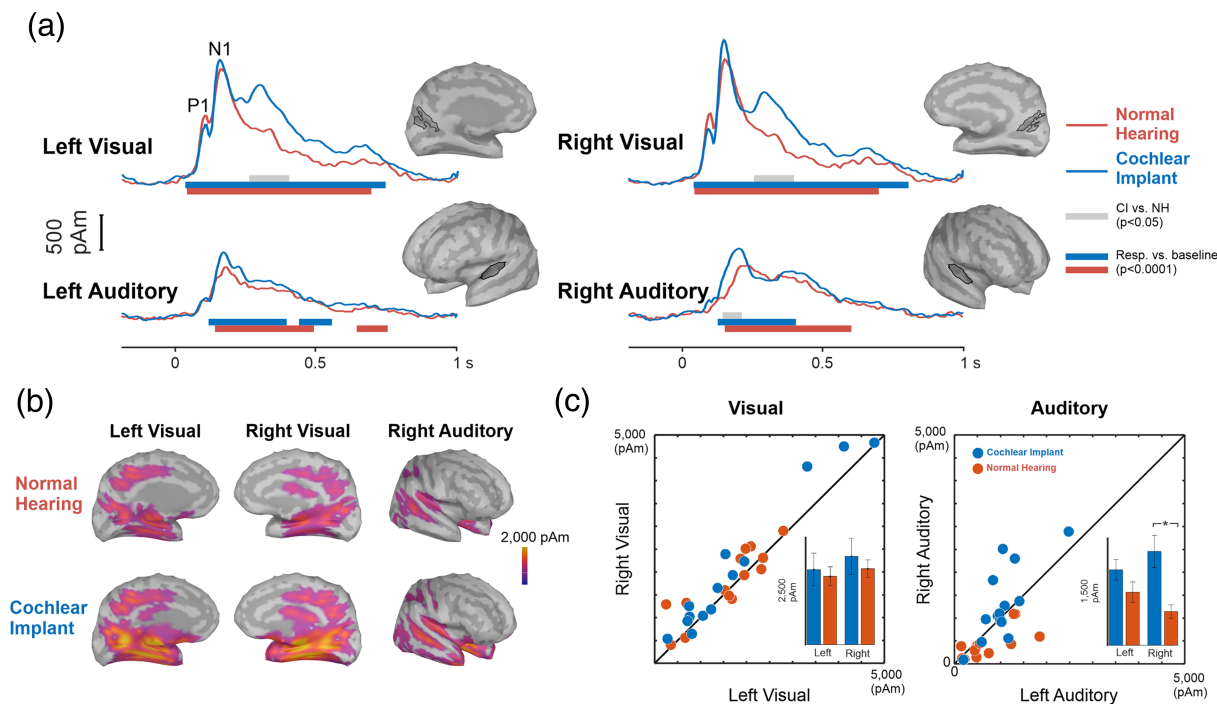 (a)
N1
P1
Left Visual
Right Visual
Normal
Hearing
Cochlear
Implant
CI vs. NH
(p<0.05)
Resp. vs. baseline
(p<0.0001)
500
pAm
Left Auditory
Right Auditory
0
0.5
1 s
0
0.5
1 s
(b)
Left Visual
Right Visual
Right Auditory
Normal
Hearing
2,000 pAm
Cochlear
Implant
(c)
Visual
5,000
(pAm)
Right Visual
2,500
pAm
Left
Right
5,000
(pAm)
Left Visual
Auditory
5,000
(pAm)
Cochlear Implant
Normal Hearing
Right Auditory
*
1,500
pAm
Left
Right
0
0
5,000
(pAm)
Left Auditory